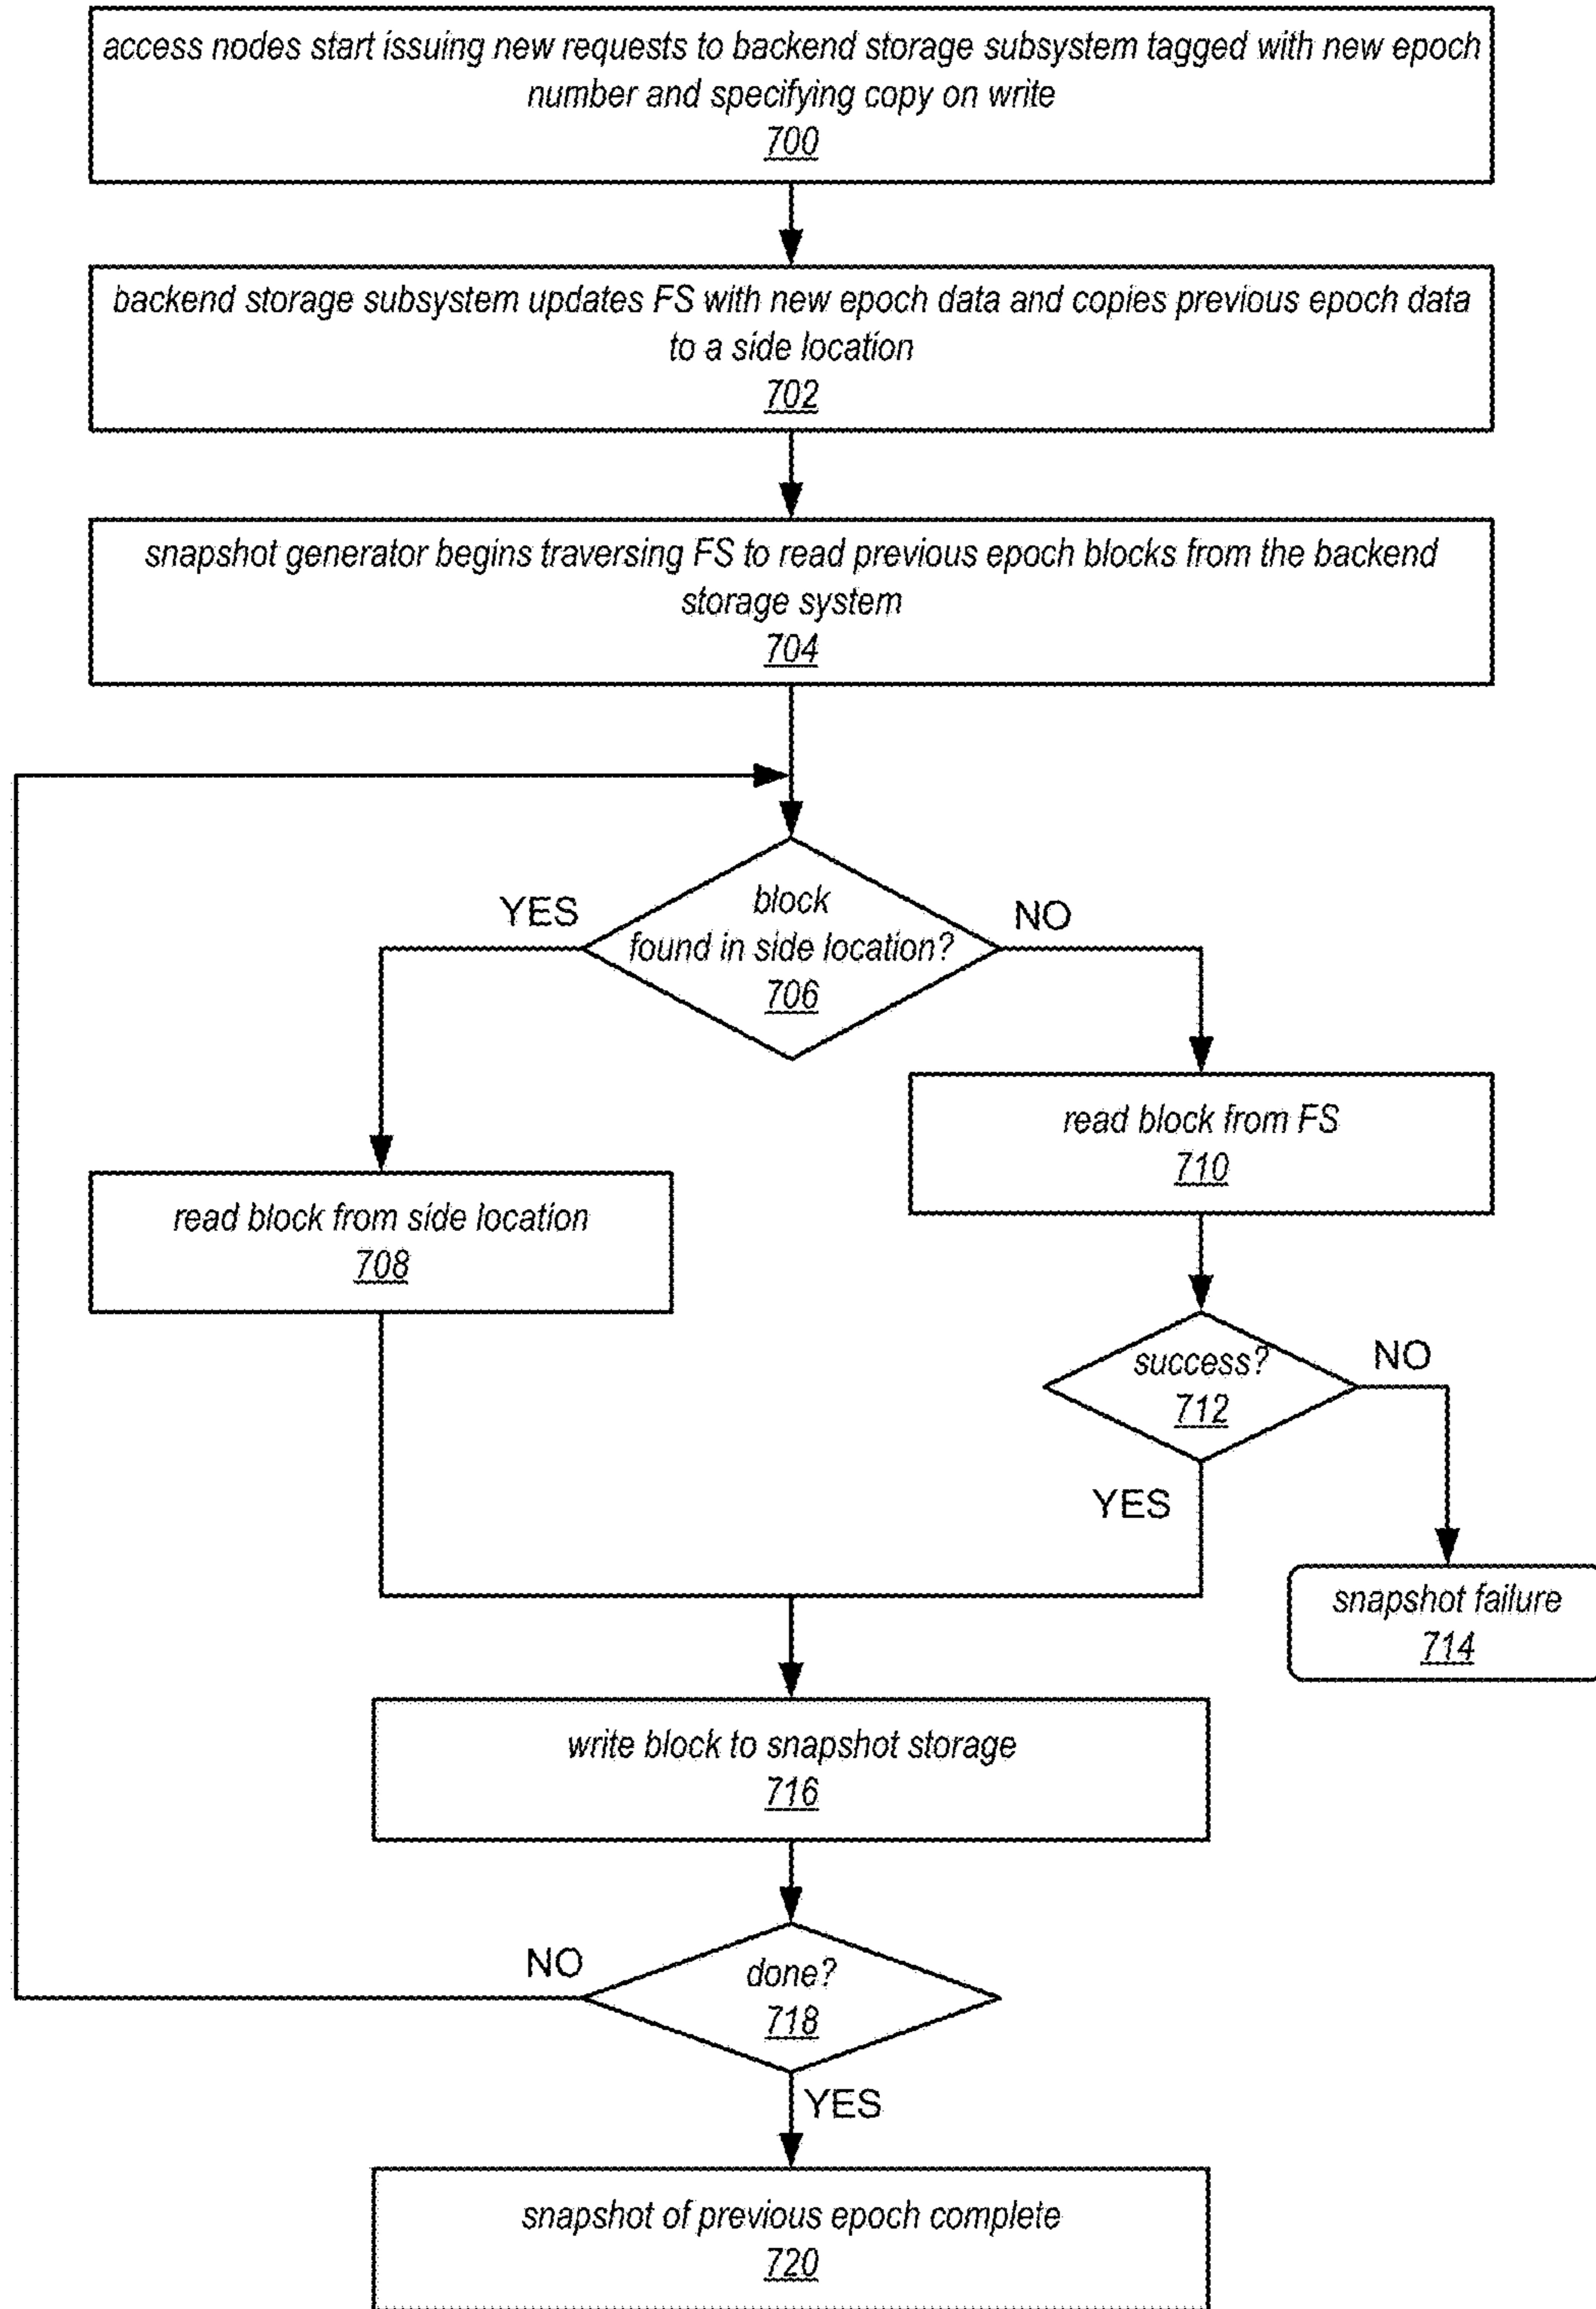 access nodes start issuing new requests to backend storage subsystem tagged with new epoch
number and specifying copy on write
700
backend storage subsystem updates FS with new epoch data and copies previous epoch data
to a side location
702
snapshot generator begins traversing FS to read previous epoch blocks from the backend
storage system
704
YES
block
found in side location?
706
NO
read block from FS
710
read block from side location
708
success?
712
NO
YES
snapshot failure
714
write block to snapshot storage
716
NO
done?
718
YES
snapshot of previous epoch complete
720